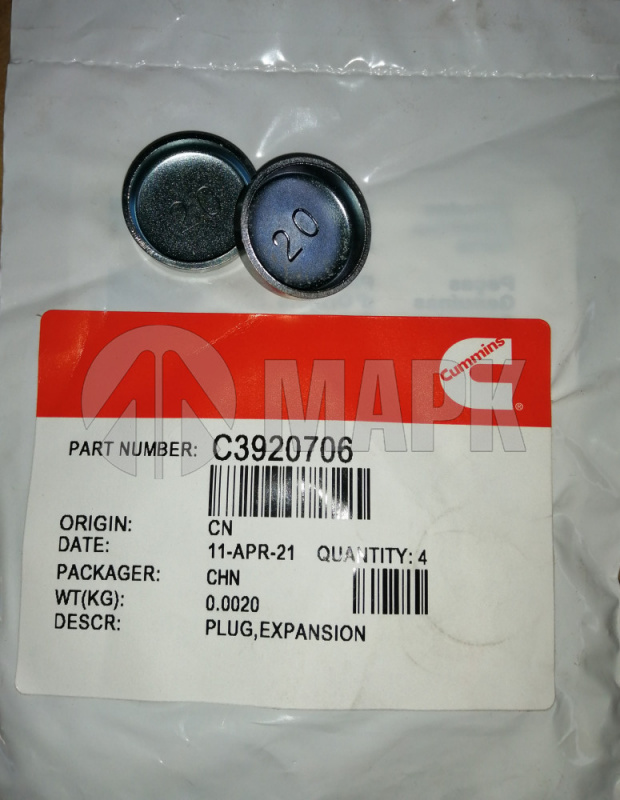 20
20
Cummins
®
МАРК
PART NUMBER: C3920706
ORIGIN: CN
DATE: 11-APR-21 QUANTITY: 4
PACKAGER: CHN
WT(KG): 0.0020
DESCR: PLUG,EXPANSION